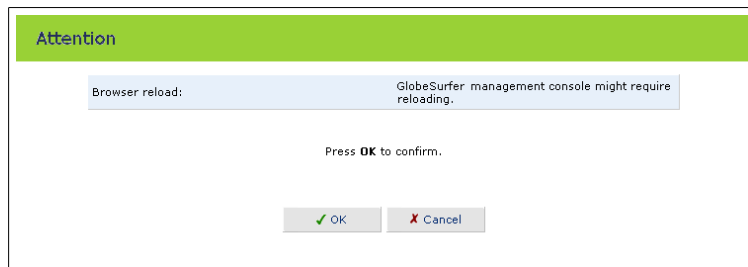 Attention
Browser reload:
GlobeSurfer management console might require
reloading.
Press OK to confirm.
OK
Cancel